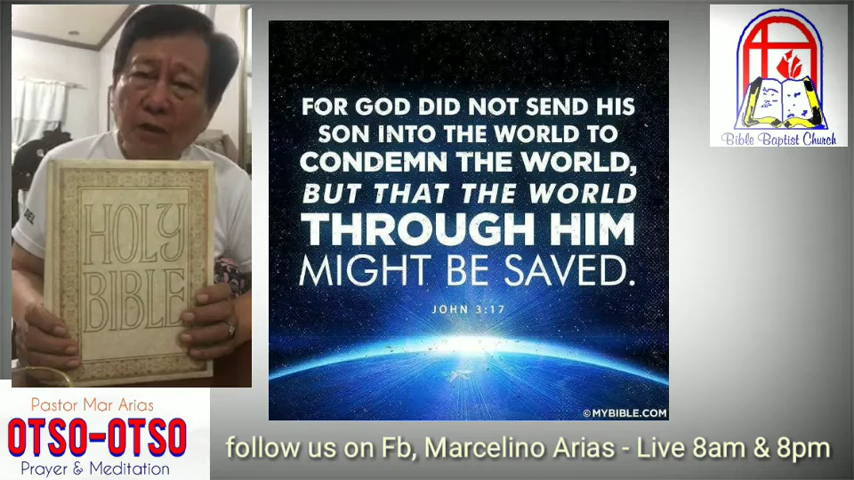 HOLY
BIBLE
FOR GOD DID NOT SEND HIS
SON INTO THE WORLD TO
CONDEMN THE WORLD,
BUT THAT THE WORLD
THROUGH HIM
MIGHT BE SAVED.
JOHN 3:17
©MYBIBLE.COM
Bible Baptist Church
Pastor Mar Arias
OTSO-OTSO
Prayer & Meditation
follow us on Fb, Marcelino Arias - Live 8am & 8pm